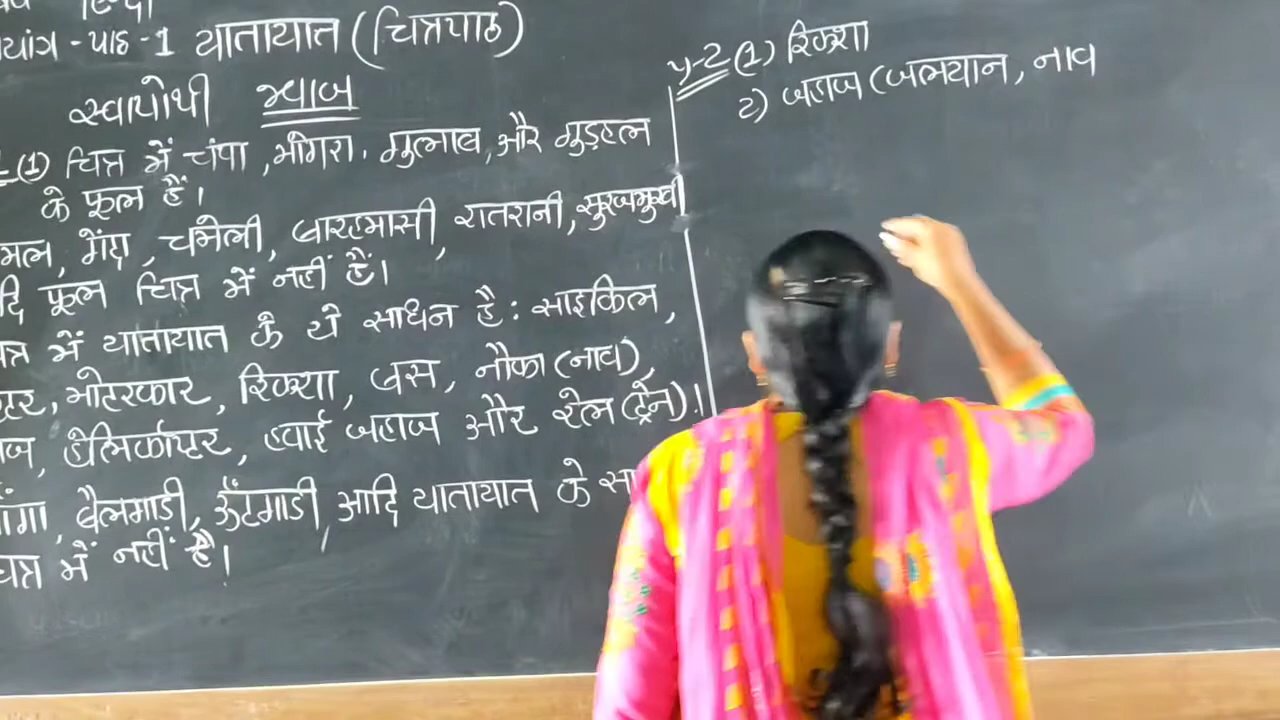 हिन्दी
पाठ -1 यातायात (चित्रपाठ)
स्वापोथी भ्याज
(1) चित्र में चंपा, मोगरा, गुलाब, और गुड़हल
के फूल हैं।
मल, गेंदा, चमेली, बारहमासी, रातरानी, सुरजमुखी
दि फूल चित्र में नहीं हैं।
त्र में यातायात के ये साधन है: साइकिल,
टर, मोटरकार, रिक्शा, बस, नौका (नाव),
ज, हेलिकॉप्टर, हवाई जहाज और रेल (ट्रेन)।
गा, बैलगाड़ी, ऊँटगाडी, आदि यातायात के सा
चित्र में नहीं है।
प्र-2 (1) रिक्शा
2) जहाज (जलयान, नाव